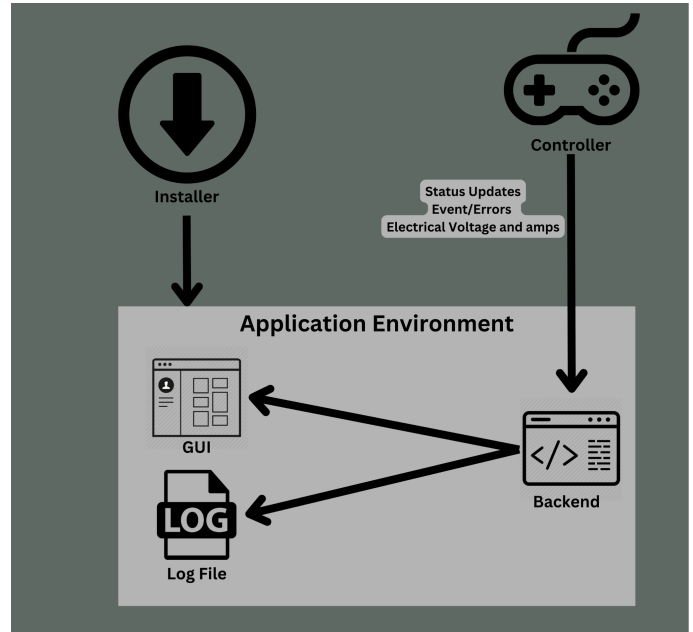 Controller
Installer
Status Updates
Event/Errors
Electrical Voltage and amps
Application Environment
GUI
</>
Backend
LOG
Log File